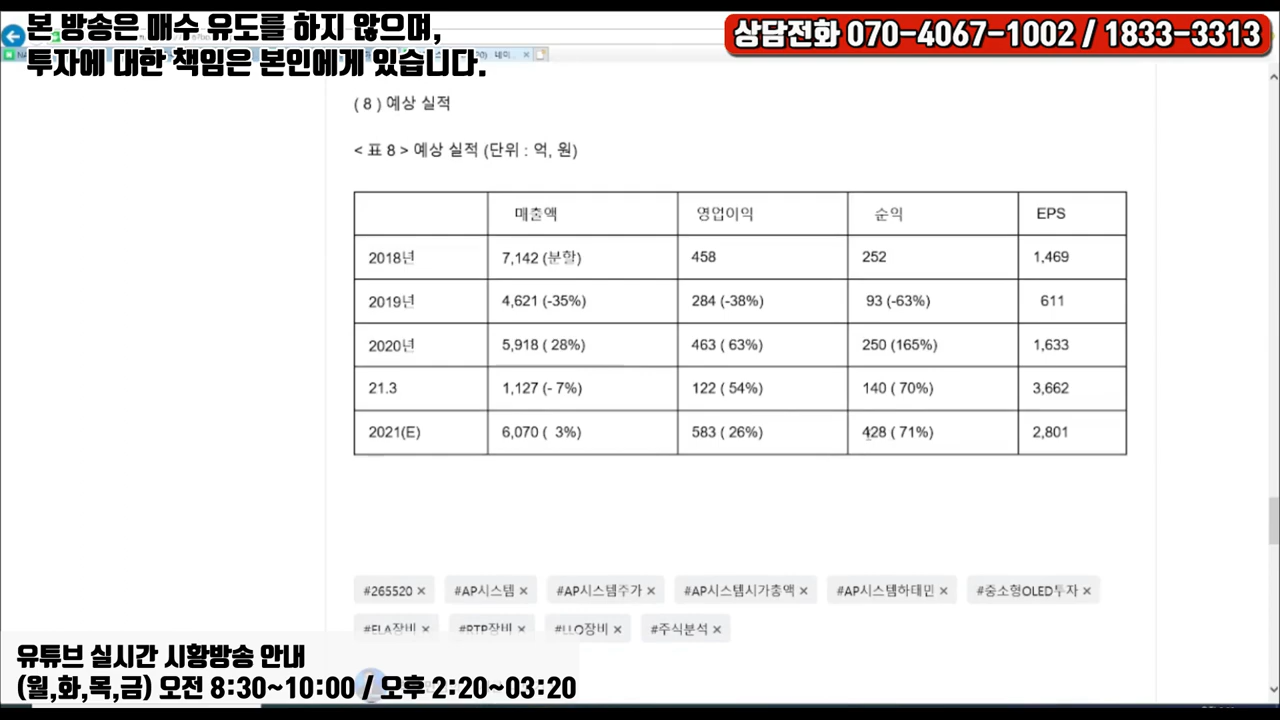 본 방송은 매수 유도를 하지 않으며,
투자에 대한 책임은 본인에게 있습니다.
상담전화 070-4067-1002 / 1833-3313
( 8 ) 예상 실적
< 표 8 > 예상 실적 (단위 : 억, 원)
매출액 영업이익 순익 EPS
2018년 7,142 (분할) 458 252 1,469
2019년 4,621 (-35%) 284 (-38%) 93 (-63%) 611
2020년 5,918 ( 28%) 463 ( 63%) 250 (165%) 1,633
21.3 1,127 (- 7%) 122 ( 54%) 140 ( 70%) 3,662
2021(E) 6,070 ( 3%) 583 ( 26%) 428 ( 71%) 2,801
#265520 × #AP시스템 × #AP시스템주가 × #AP시스템시가총액 × #AP시스템하태민 × #중소형OLED투자 ×
#ELA장비 × #RTP장비 × #LLO장비 × #주식분석 ×
유튜브 실시간 시황방송 안내
(월,화,목,금) 오전 8:30~10:00 / 오후 2:20~03:20